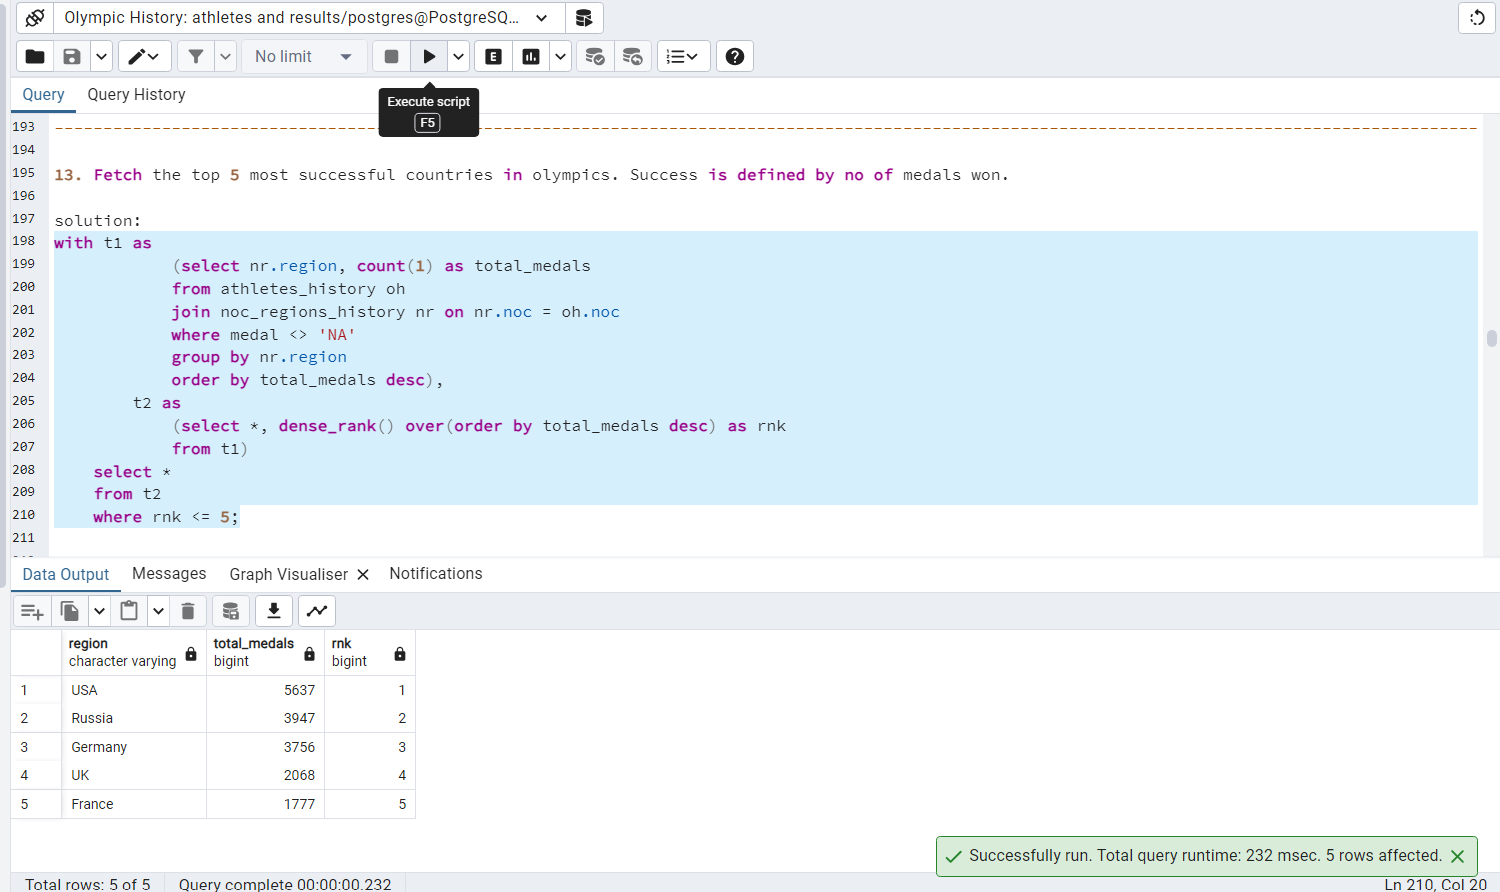 Olympic History: athletes and results/postgres@PostgreSQ...
No limit
E
Execute script
F5
Query Query History
193 ----------------------------------------------------------------------------------------------------------------------------------------------------
194
195 13. Fetch the top 5 most successful countries in olympics. Success is defined by no of medals won.
196
197 solution:
198 with t1 as
199 (select nr.region, count(1) as total_medals
200 from athletes_history oh
201 join noc_regions_history nr on nr.noc = oh.noc
202 where medal <> 'NA'
203 group by nr.region
204 order by total_medals desc),
205 t2 as
206 (select *, dense_rank() over(order by total_medals desc) as rnk
207 from t1)
208 select *
209 from t2
210 where rnk <= 5;
211
Data Output Messages Graph Visualiser Notifications
region total_medals rnk
character varying bigint bigint
1 USA 5637 1
2 Russia 3947 2
3 Germany 3756 3
4 UK 2068 4
5 France 1777 5
Successfully run. Total query runtime: 232 msec. 5 rows affected.
Total rows: 5 of 5 Query complete 00:00:00.232 Ln 210, Col 20